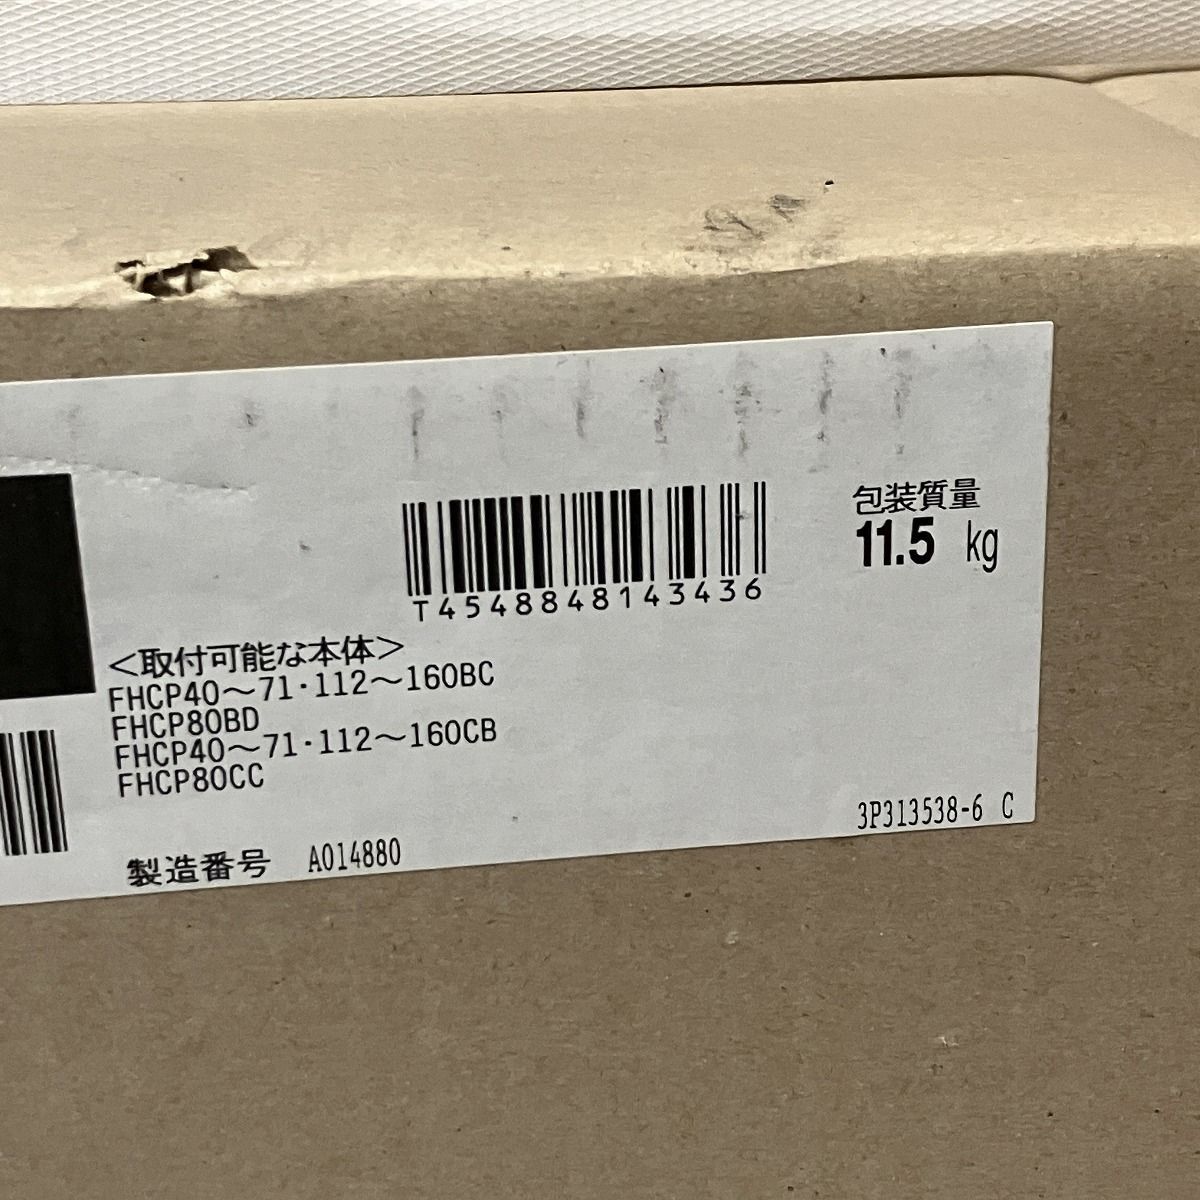 包装質量
11.5 kg
T4548848143436
<取付可能な本体>
FHCP40～71・112～160BC
FHCP80BD
FHCP40～71・112～160CB
FHCP80CC
3P313538-6 C
製造番号 A014880